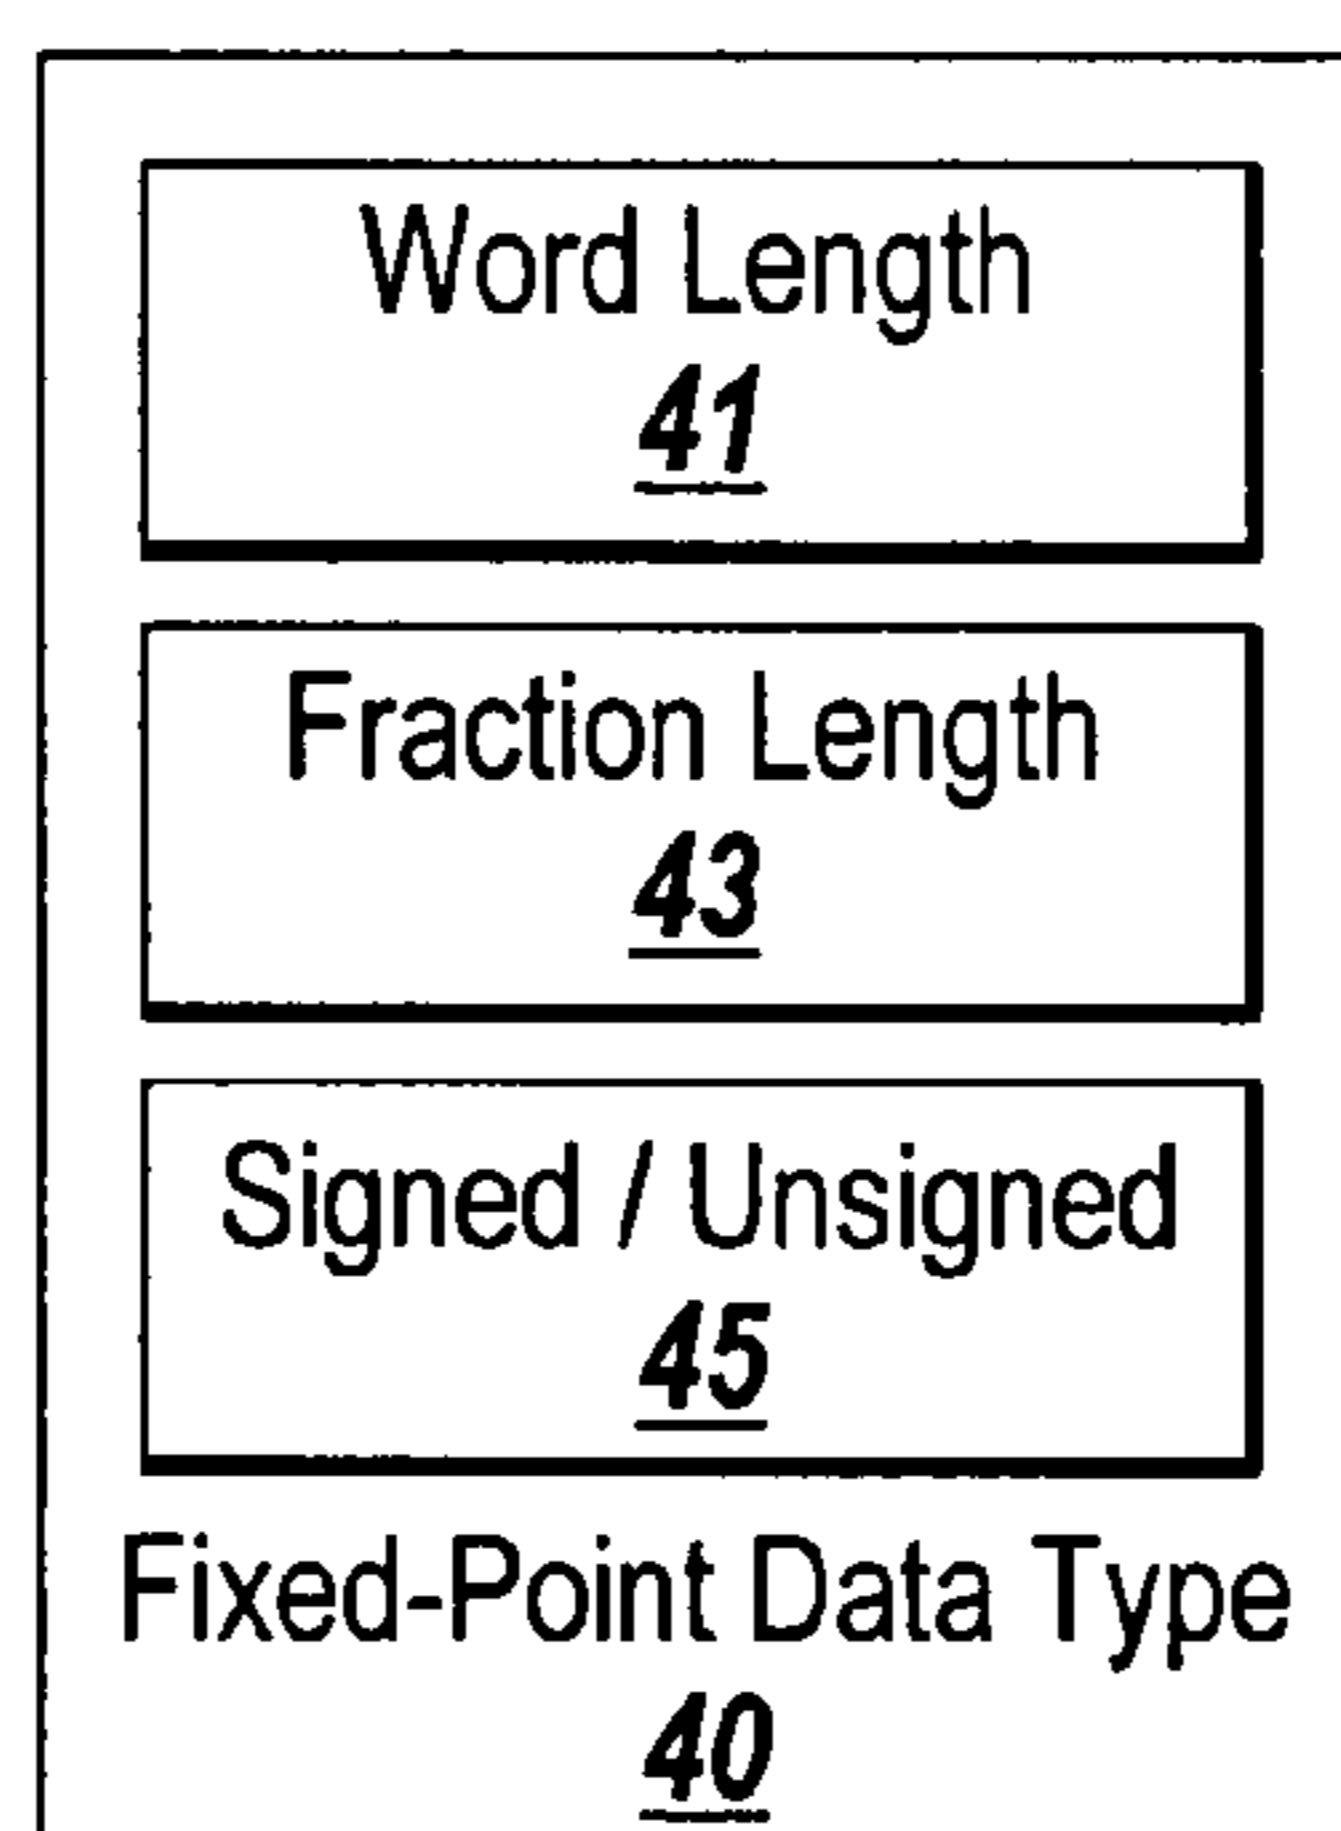 Word Length
41
Fraction Length
43
Signed / Unsigned
45
Fixed-Point Data Type
40